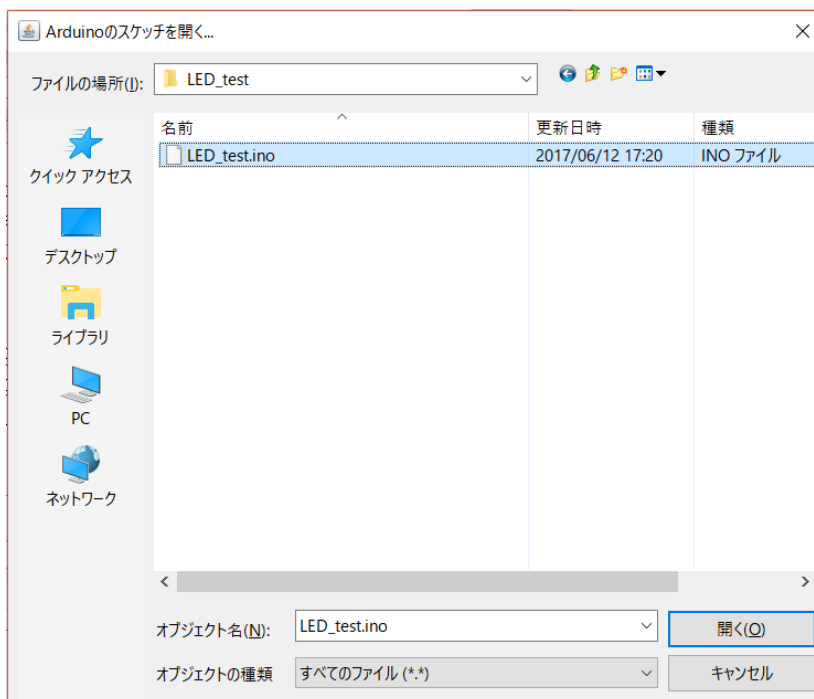 Arduinoのスケッチを開く...
ファイルの場所(I):
LED_test
名前
更新日時
種類
LED_test.ino
2017/06/12 17:20
INO ファイル
クイック アクセス
デスクトップ
ライブラリ
PC
ネットワーク
オブジェクト名(N):
LED_test.ino
開く(O)
オブジェクトの種類
すべてのファイル (*.*)
キャンセル